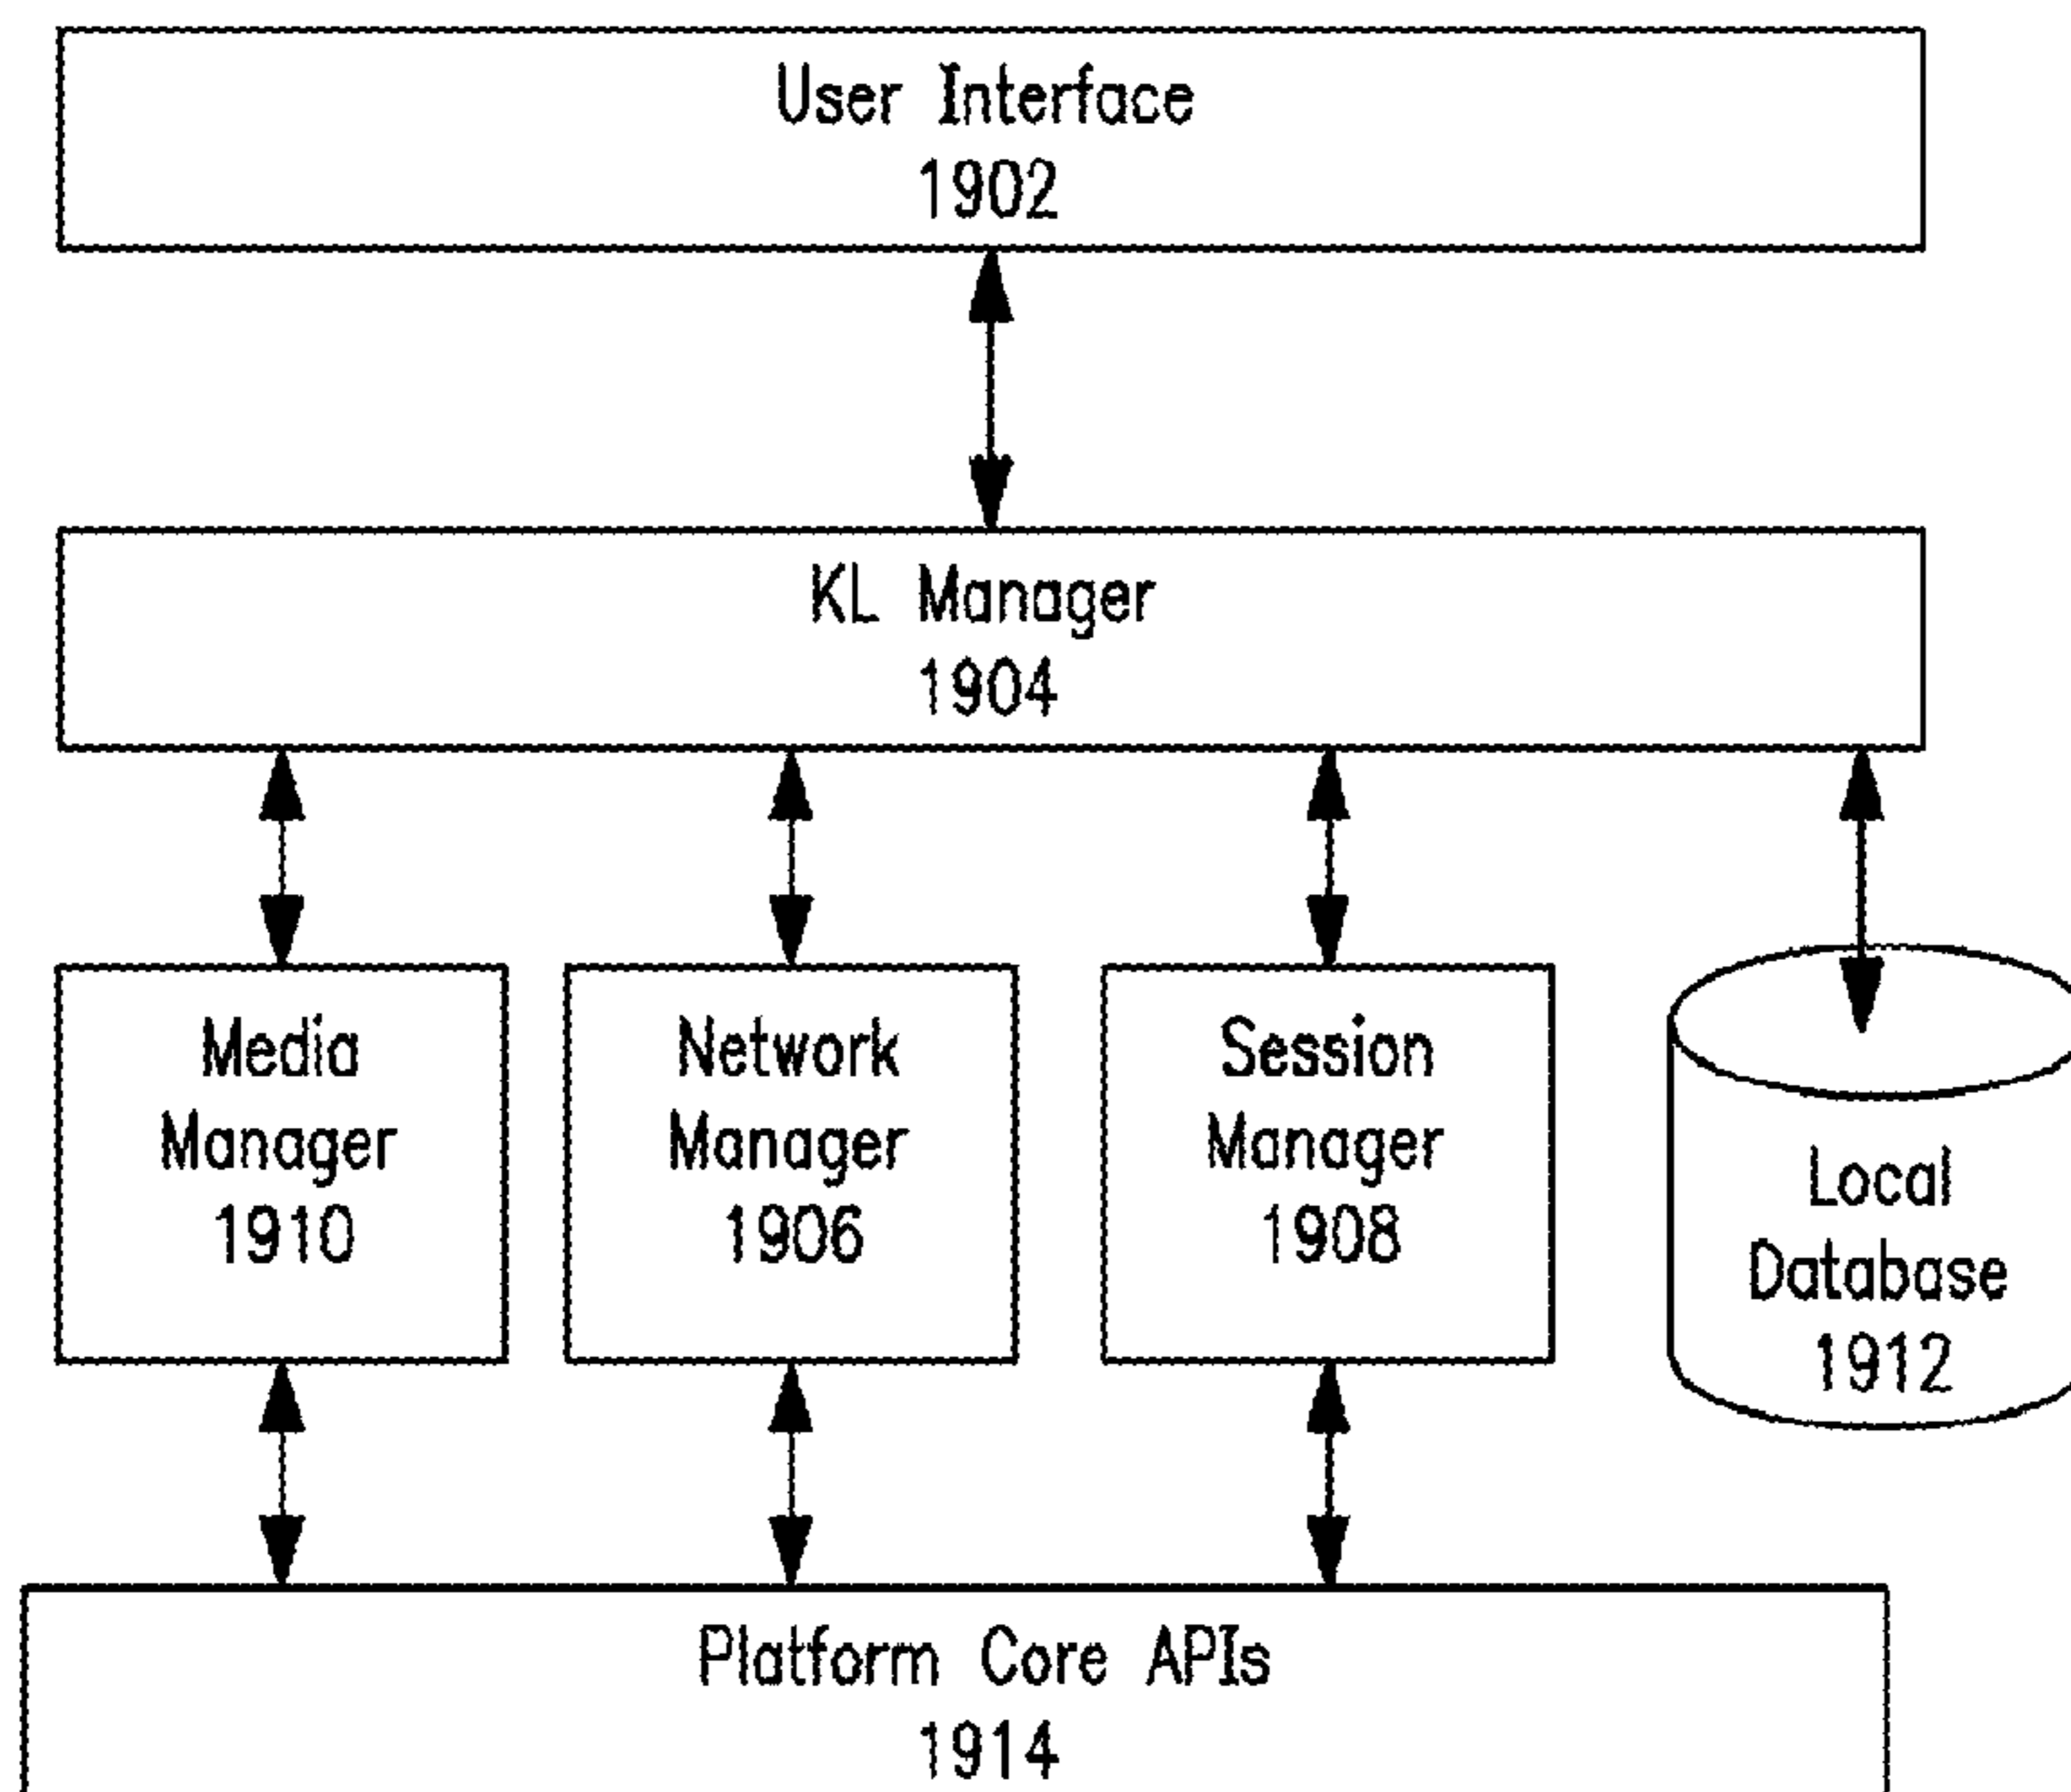 User Interface
1902
KL Manager
1904
Media
Manager
1910
Network
Manager
1906
Session
Manager
1908
Local
Database
1912
Platform Core APIs
1914